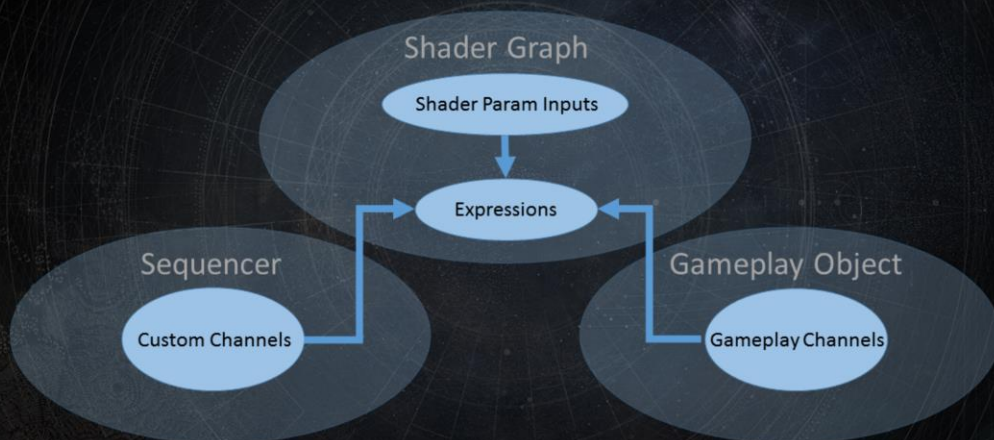 Shader Graph
Shader Param Inputs
Expressions
Sequencer
Custom Channels
Gameplay Object
Gameplay Channels